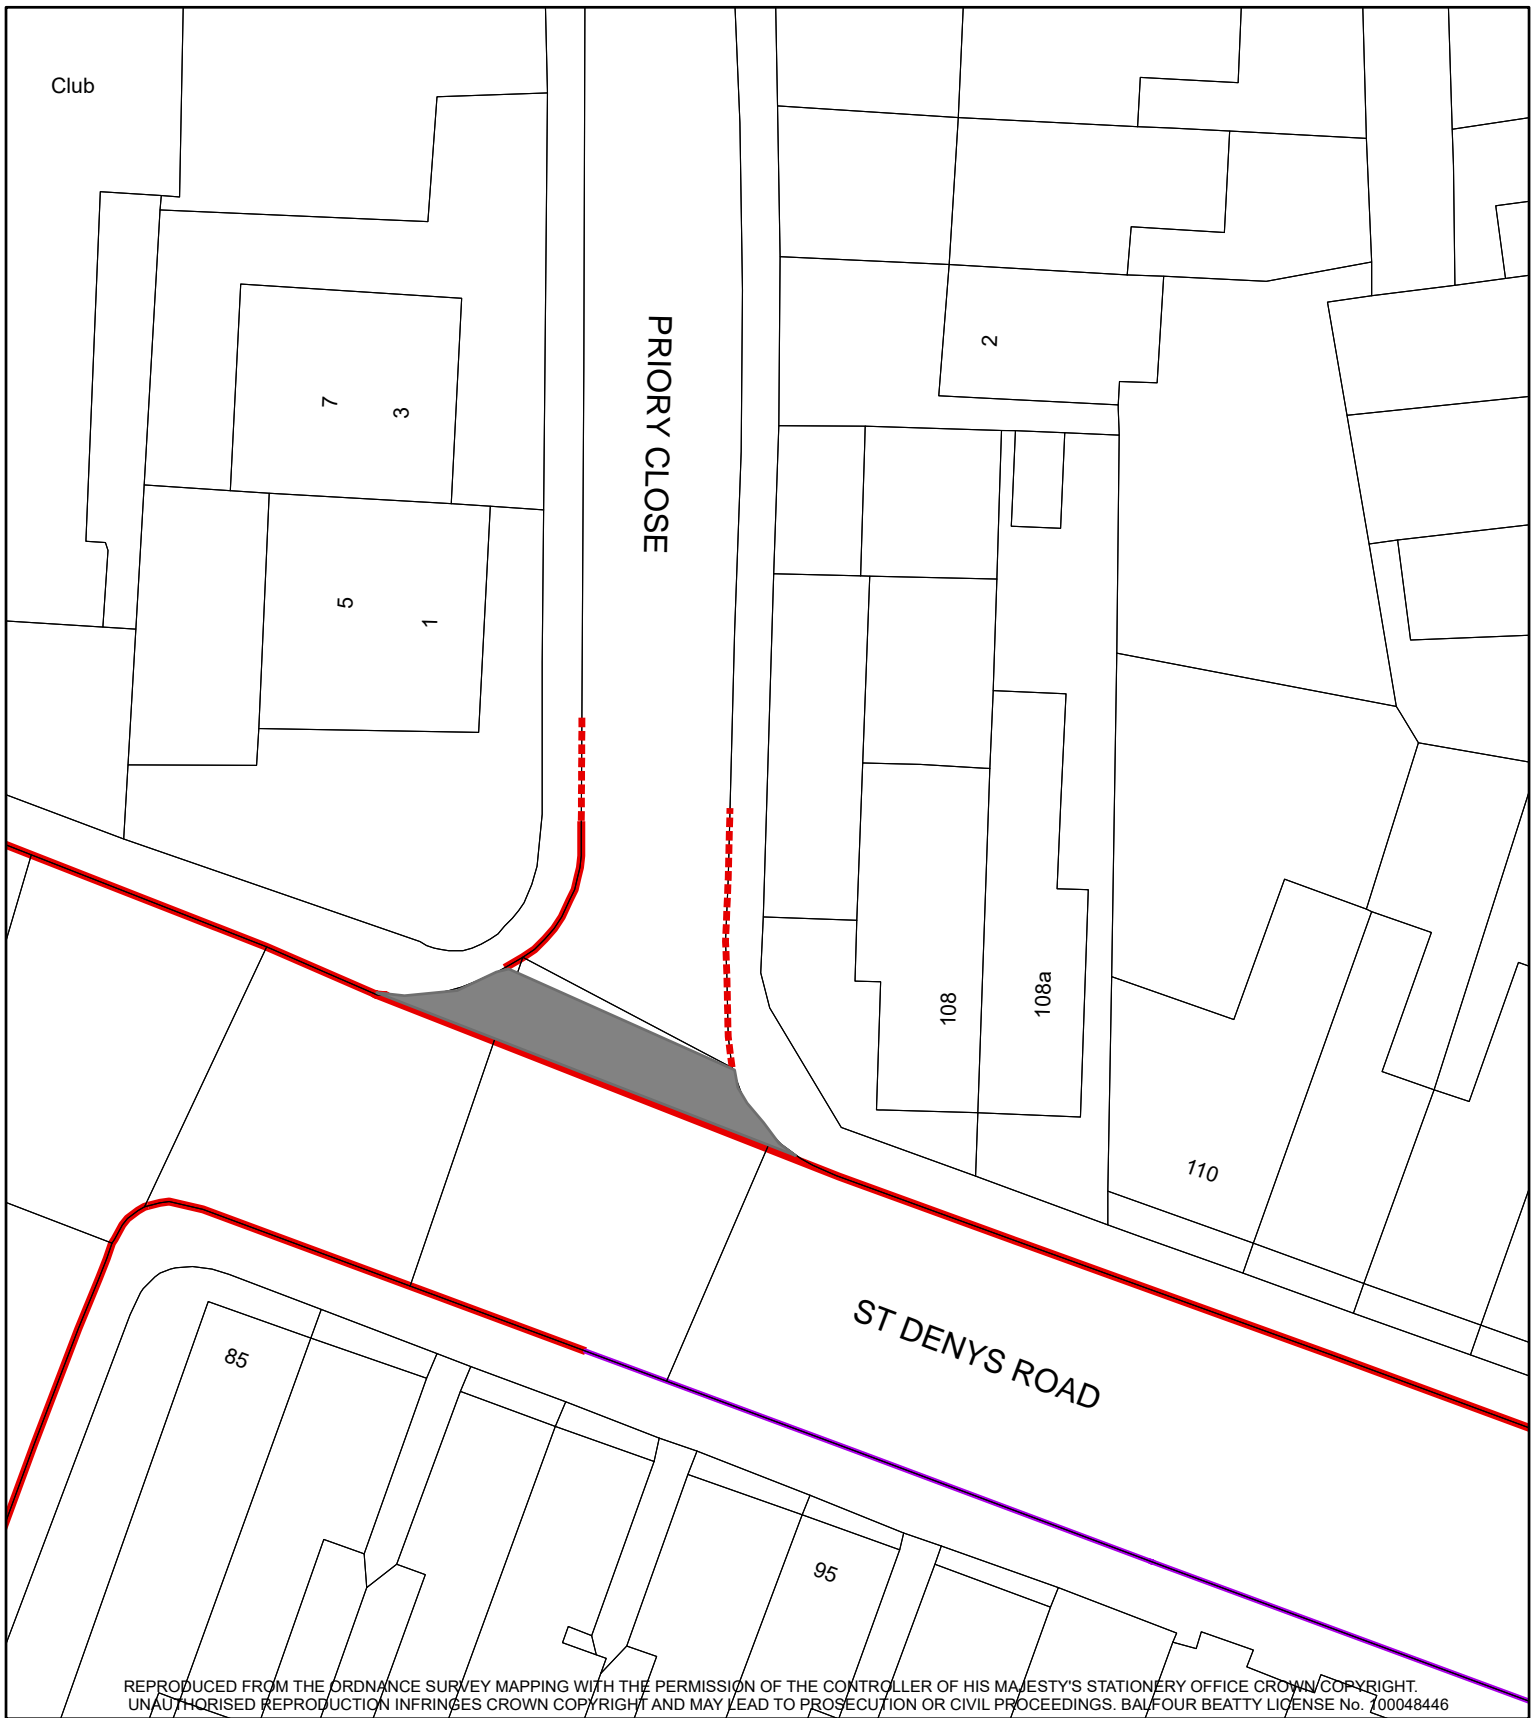 Club
PRIORY CLOSE
2
7
3
5
1
108
108a
110
ST DENYS ROAD
85
95
REPRODUCED FROM THE ORDNANCE SURVEY MAPPING WITH THE PERMISSION OF THE CONTROLLER OF HIS MAJESTY'S STATIONERY OFFICE CROWN COPYRIGHT.
UNAUTHORISED REPRODUCTION INFRINGES CROWN COPYRIGHT AND MAY LEAD TO PROSECUTION OR CIVIL PROCEEDINGS. BALFOUR BEATTY LICENSE No. 100048446